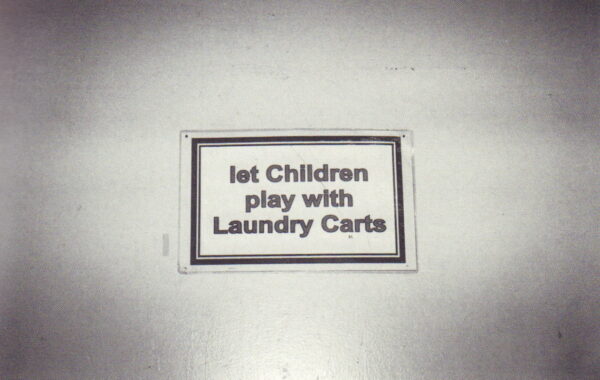 let Children
play with
Laundry Carts